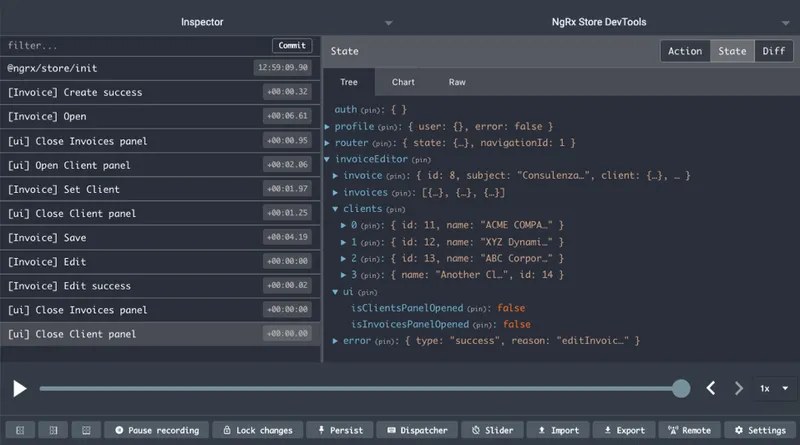 Inspector
NgRx Store DevTools
filter...
Commit
@ngrx/store/init
12:59:09.90
[Invoice] Create success
+00:00.32
[Invoice] Open
+00:06.61
[ui] Close Invoices panel
+00:00.95
[ui] Open Client panel
+00:02.06
[Invoice] Set Client
+00:01.97
[ui] Close Client panel
+00:01.25
[Invoice] Save
+00:04.19
[Invoice] Edit
+00:00:00
[Invoice] Edit success
+00:00.02
[ui] Close Invoices panel
+00:00:00
[ui] Close Client panel
+00:00.00
State
Action
State
Diff
Tree
Chart
Raw
auth (pin): { }
profile (pin): { user: {}, error: false }
router (pin): { state: {…}, navigationId: 1 }
invoiceEditor (pin)
invoice (pin): { id: 8, subject: "Consulenza…", client: {…}, … }
invoices (pin): [{…}, {…}, {…}]
clients (pin)
0 (pin): { id: 11, name: "ACME COMPA…" }
1 (pin): { id: 12, name: "XYZ Dynami…" }
2 (pin): { id: 13, name: "ABC Corpor…" }
3 (pin): { name: "Another Cl…", id: 14 }
ui (pin)
isClientsPanelOpened (pin): false
isInvoicesPanelOpened (pin): false
error (pin): { type: "success", reason: "editInvoic…" }
1x
Pause recording
Lock changes
Persist
Dispatcher
Slider
Import
Export
Remote
Settings